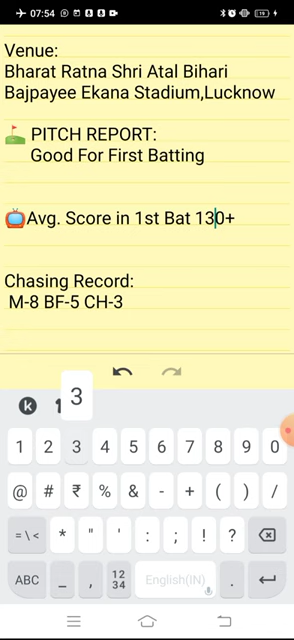 07:54
19
Venue:
Bharat Ratna Shri Atal Bihari
Bajpayee Ekana Stadium,Lucknow
PITCH REPORT:
Good For First Batting
Avg. Score in 1st Bat 130+
Chasing Record:
M-8 BF-5 CH-3
3
1 2 3 4 5 6 7 8 9 0
@ # ₹ % & - + ( ) /
= \ < * " ' : ; ! ?
ABC _ , 12 34 English(IN) .